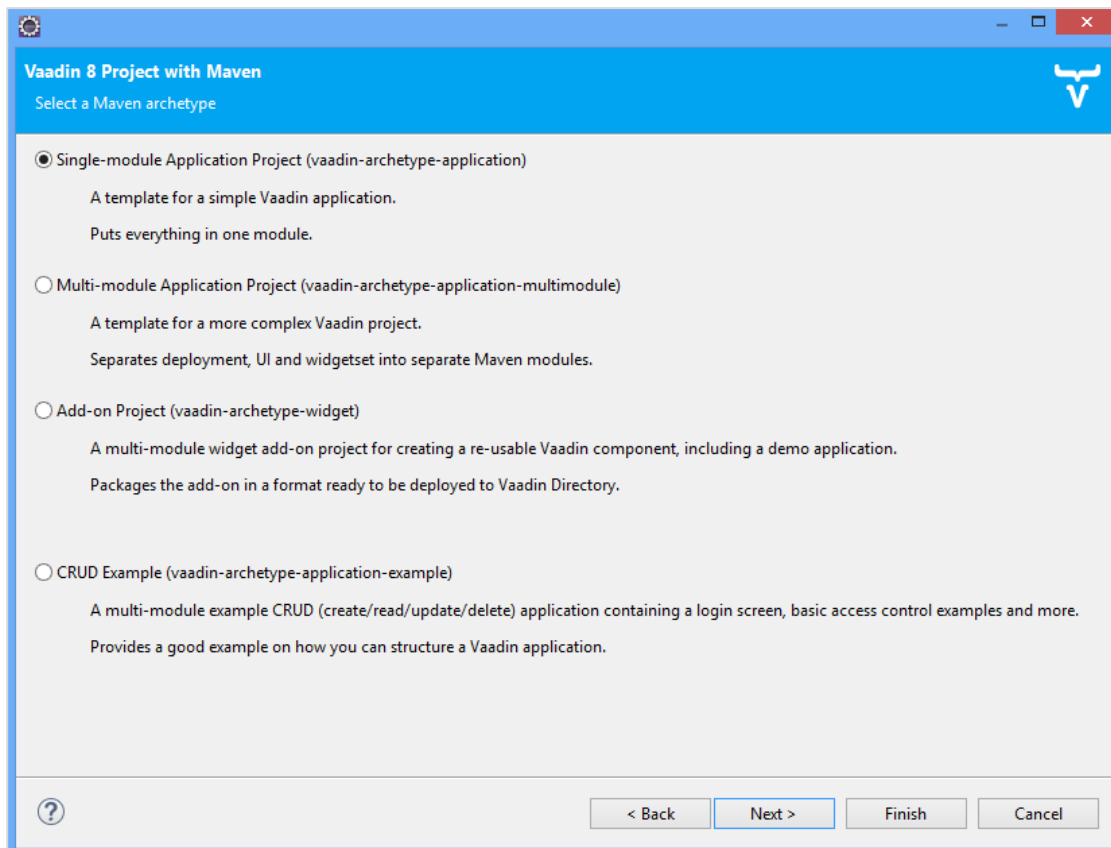 Vaadin 8 Project with Maven
Select a Maven archetype
Single-module Application Project (vaadin-archetype-application)
A template for a simple Vaadin application.
Puts everything in one module.
Multi-module Application Project (vaadin-archetype-application-multimodule)
A template for a more complex Vaadin project.
Separates deployment, UI and widgetset into separate Maven modules.
Add-on Project (vaadin-archetype-widget)
A multi-module widget add-on project for creating a re-usable Vaadin component, including a demo application.
Packages the add-on in a format ready to be deployed to Vaadin Directory.
CRUD Example (vaadin-archetype-application-example)
A multi-module example CRUD (create/read/update/delete) application containing a login screen, basic access control examples and more.
Provides a good example on how you can structure a Vaadin application.
< Back Next > Finish Cancel